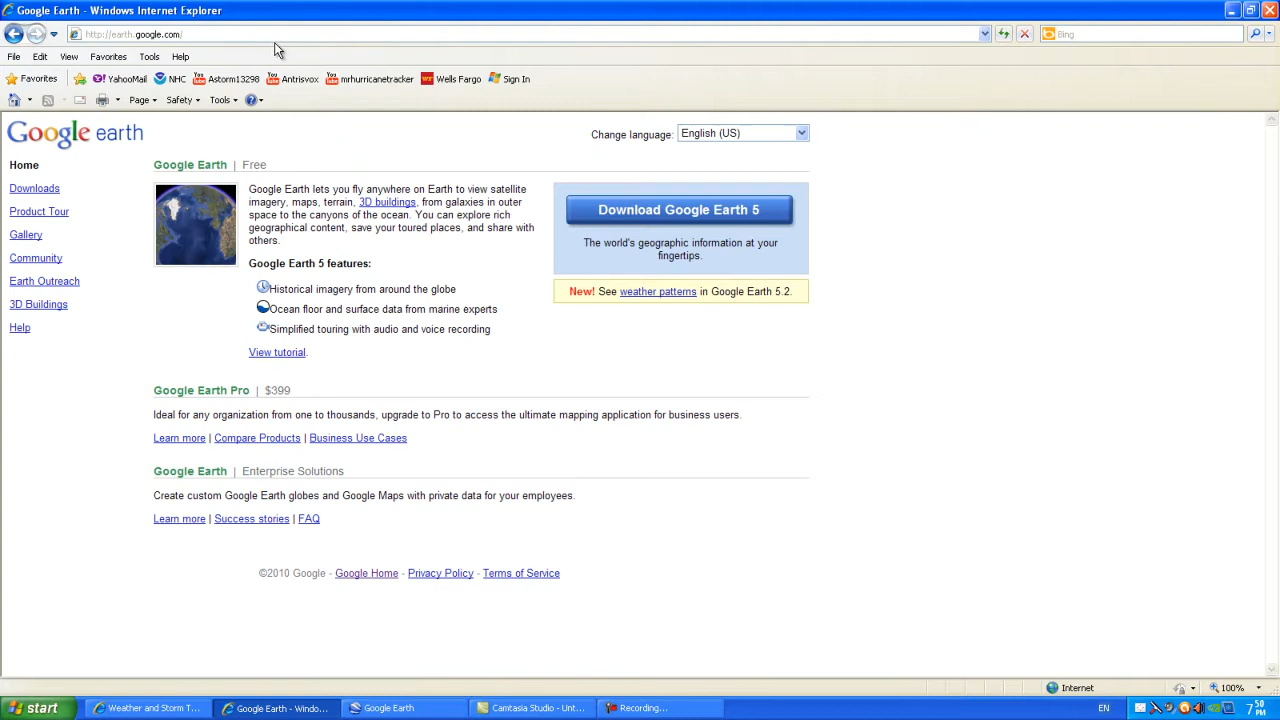 Google Earth - Windows Internet Explorer
http://earth.google.com/
Bing
File Edit View Favorites Tools Help
Favorites YahooMail NHC Astorm13298 Antrisvox mrhurricanetracker Wells Fargo Sign In
Page Safety Tools
Google earth
Change language: English (US)
Home
Downloads
Product Tour
Gallery
Community
Earth Outreach
3D Buildings
Help
Google Earth | Free
Google Earth lets you fly anywhere on Earth to view satellite
imagery, maps, terrain, 3D buildings, from galaxies in outer
space to the canyons of the ocean. You can explore rich
geographical content, save your toured places, and share with
others.
Google Earth 5 features:
Historical imagery from around the globe
Ocean floor and surface data from marine experts
Simplified touring with audio and voice recording
View tutorial.
Download Google Earth 5
The world's geographic information at your
fingertips.
New! See weather patterns in Google Earth 5.2.
Google Earth Pro | $399
Ideal for any organization from one to thousands, upgrade to Pro to access the ultimate mapping application for business users.
Learn more | Compare Products | Business Use Cases
Google Earth | Enterprise Solutions
Create custom Google Earth globes and Google Maps with private data for your employees.
Learn more | Success stories | FAQ
©2010 Google - Google Home - Privacy Policy - Terms of Service
Internet
100%
start Weather and Storm T... Google Earth - Windo... Google Earth Camtasia Studio - Unt... Recording... EN 7:50 PM